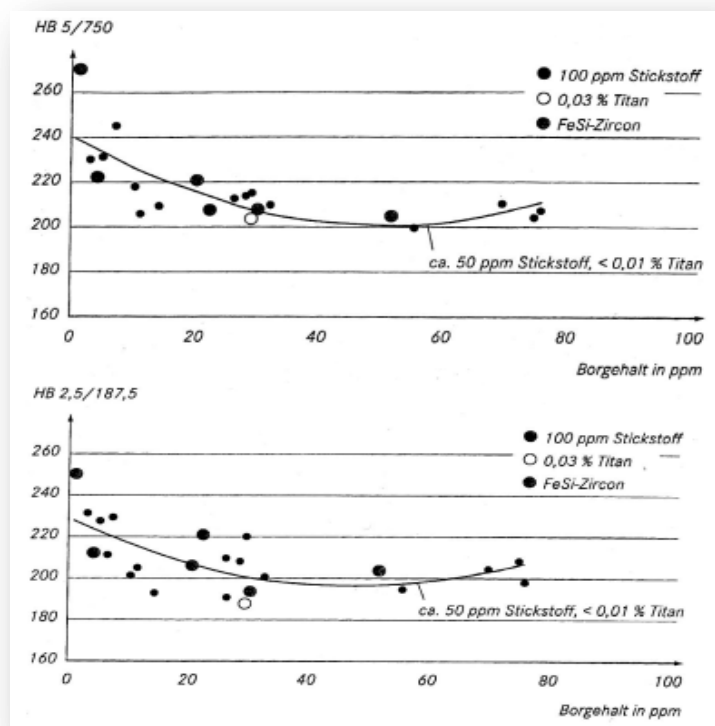 HB 5/750
260
240
220
200
180
160
0
20
40
60
80
100
100 ppm Stickstoff
0,03 % Titan
FeSi-Zircon
ca. 50 ppm Stickstoff, < 0,01 % Titan
Borgehalt in ppm
HB 2,5/187,5
260
240
220
200
180
160
0
20
40
60
80
100
100 ppm Stickstoff
0,03 % Titan
FeSi-Zircon
ca. 50 ppm Stickstoff, < 0,01 % Titan
Borgehalt in ppm